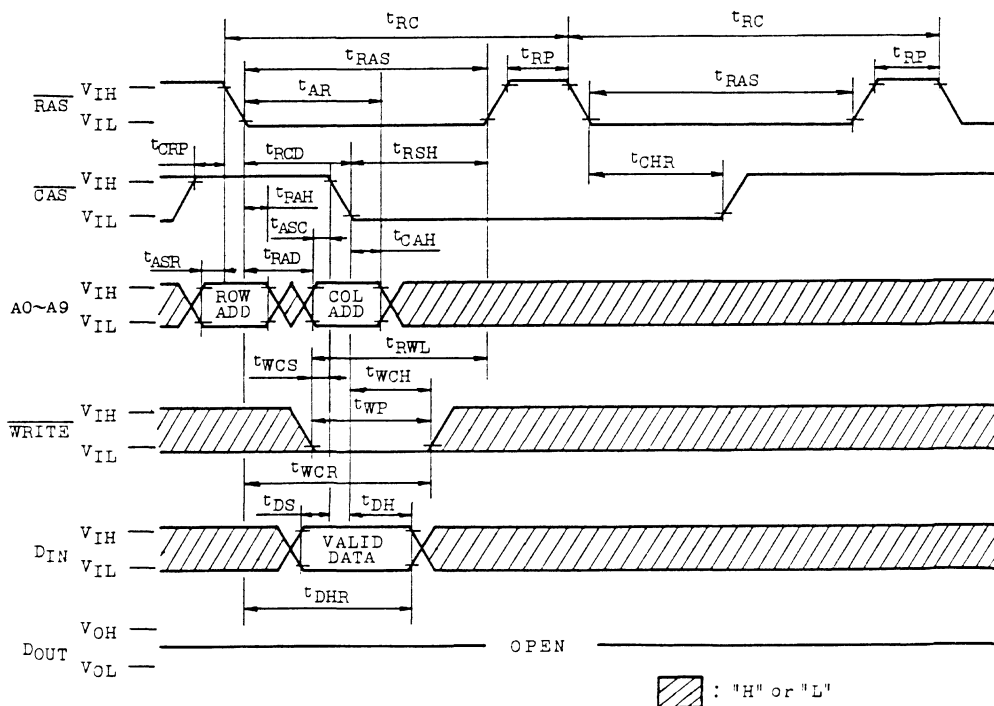 tRC tRC
tRAS tRP tRAS tRP
tAR
RAS VIH
VIL
tCRP tRCD tRSH tCHR
CAS VIH
VIL
tRAH
tASC tCAH
tASR tRAD
A0~A9 VIH
VIL
ROW ADD
COL ADD
tRWL
tWCS tWCH
tWP
WRITE VIH
VIL
tWCR
tDS tDH
DIN VIH
VIL
VALID DATA
tDHR
DOUT VOH
VOL
OPEN
: "H" or "L"